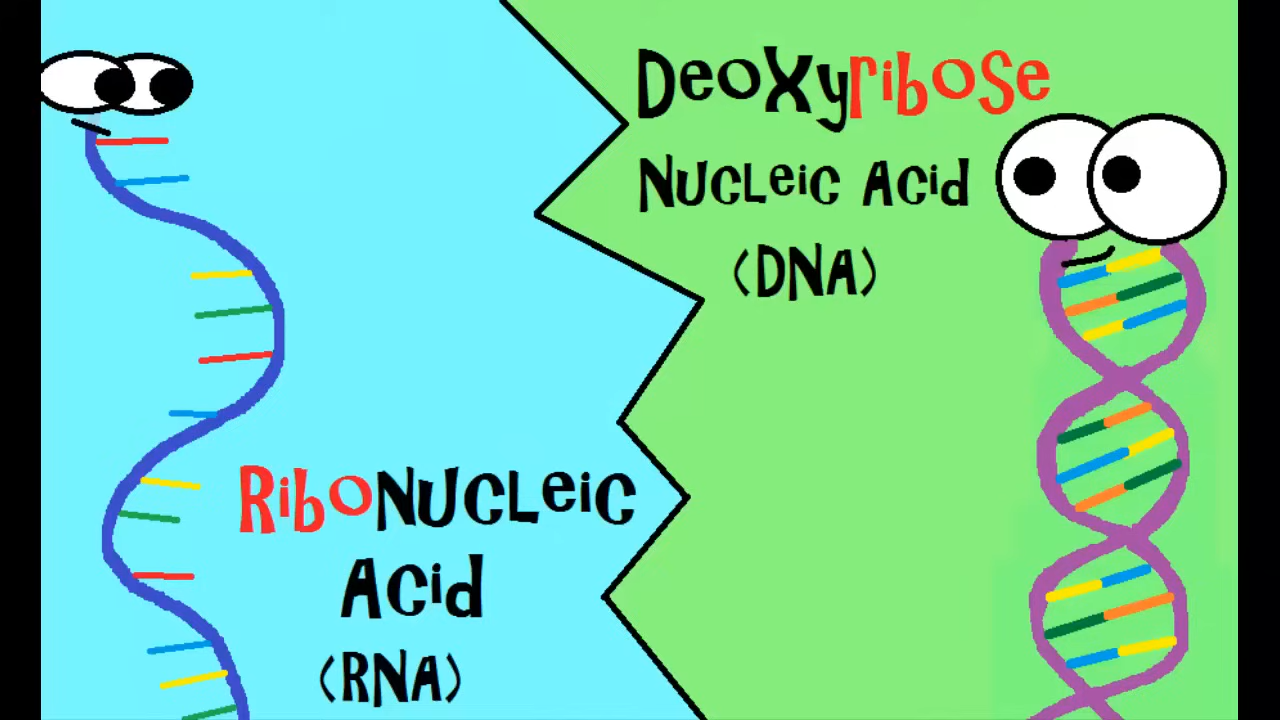 Deoxyribose
Nucleic Acid
(DNA)
Ribonucleic
Acid
(RNA)